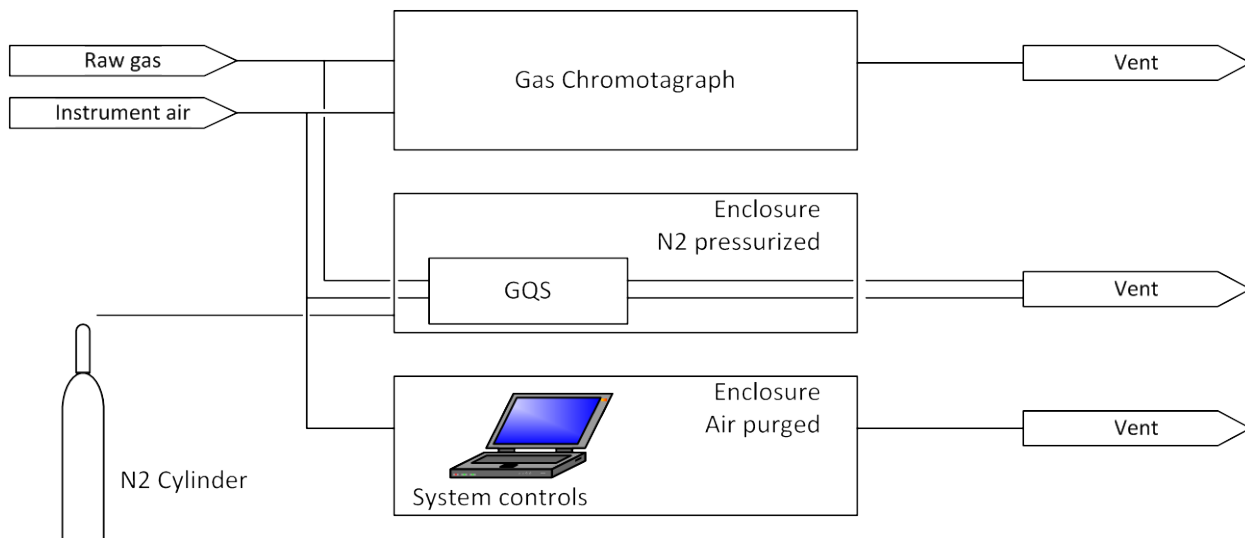 Raw gas
Instrument air
Gas Chromotagraph
Vent
Enclosure
N2 pressurized
GQS
Vent
Enclosure
Air purged
System controls
Vent
N2 Cylinder